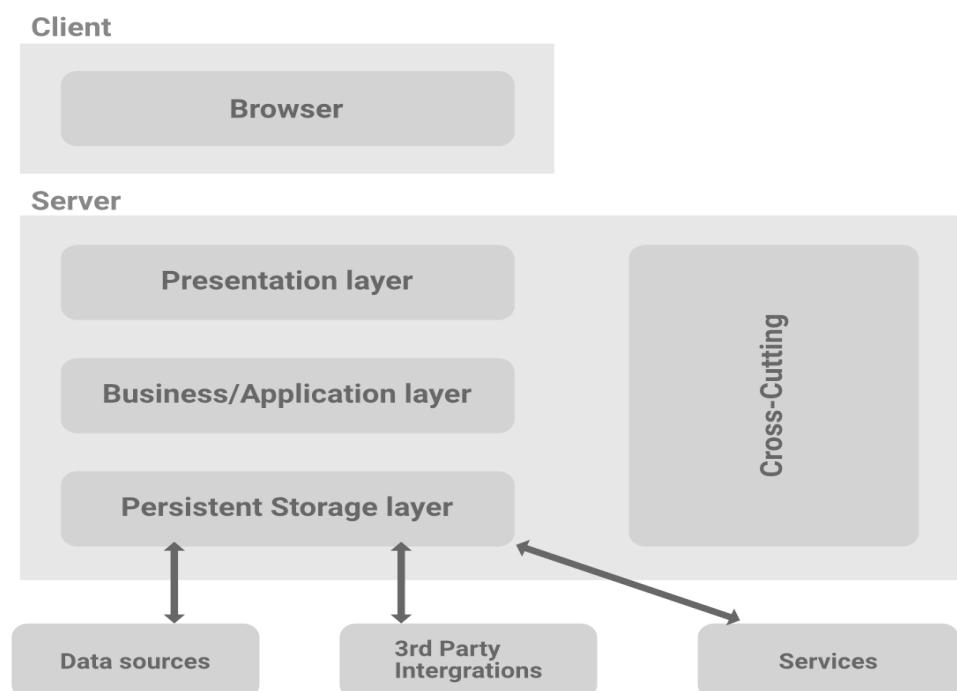 Client
Browser
Server
Presentation layer
Business/Application layer
Persistent Storage layer
Cross-Cutting
Data sources
3rd Party
Intergrations
Services